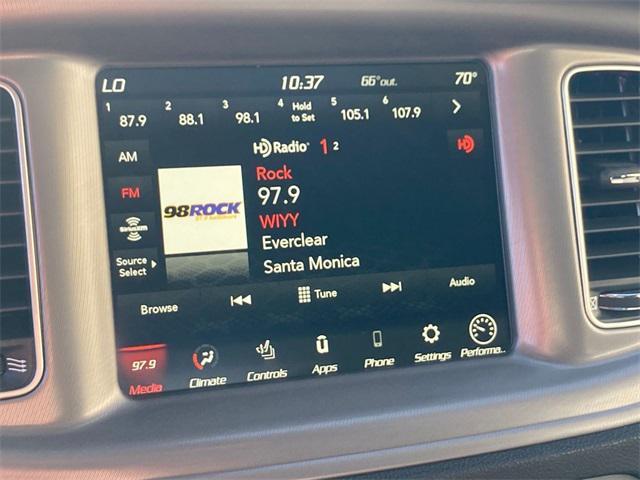 LO 10:37 66°out. 70°
1 87.9 2 88.1 3 98.1 4 Hold to Set 5 105.1 6 107.9
AM
HD Radio 1 2
HD
FM
Rock
97.9
98ROCK
WIYY
SiriusXM
Everclear
Source
Select
Santa Monica
Browse Tune Audio
97.9
Media Climate Controls Apps Phone Settings Performa..